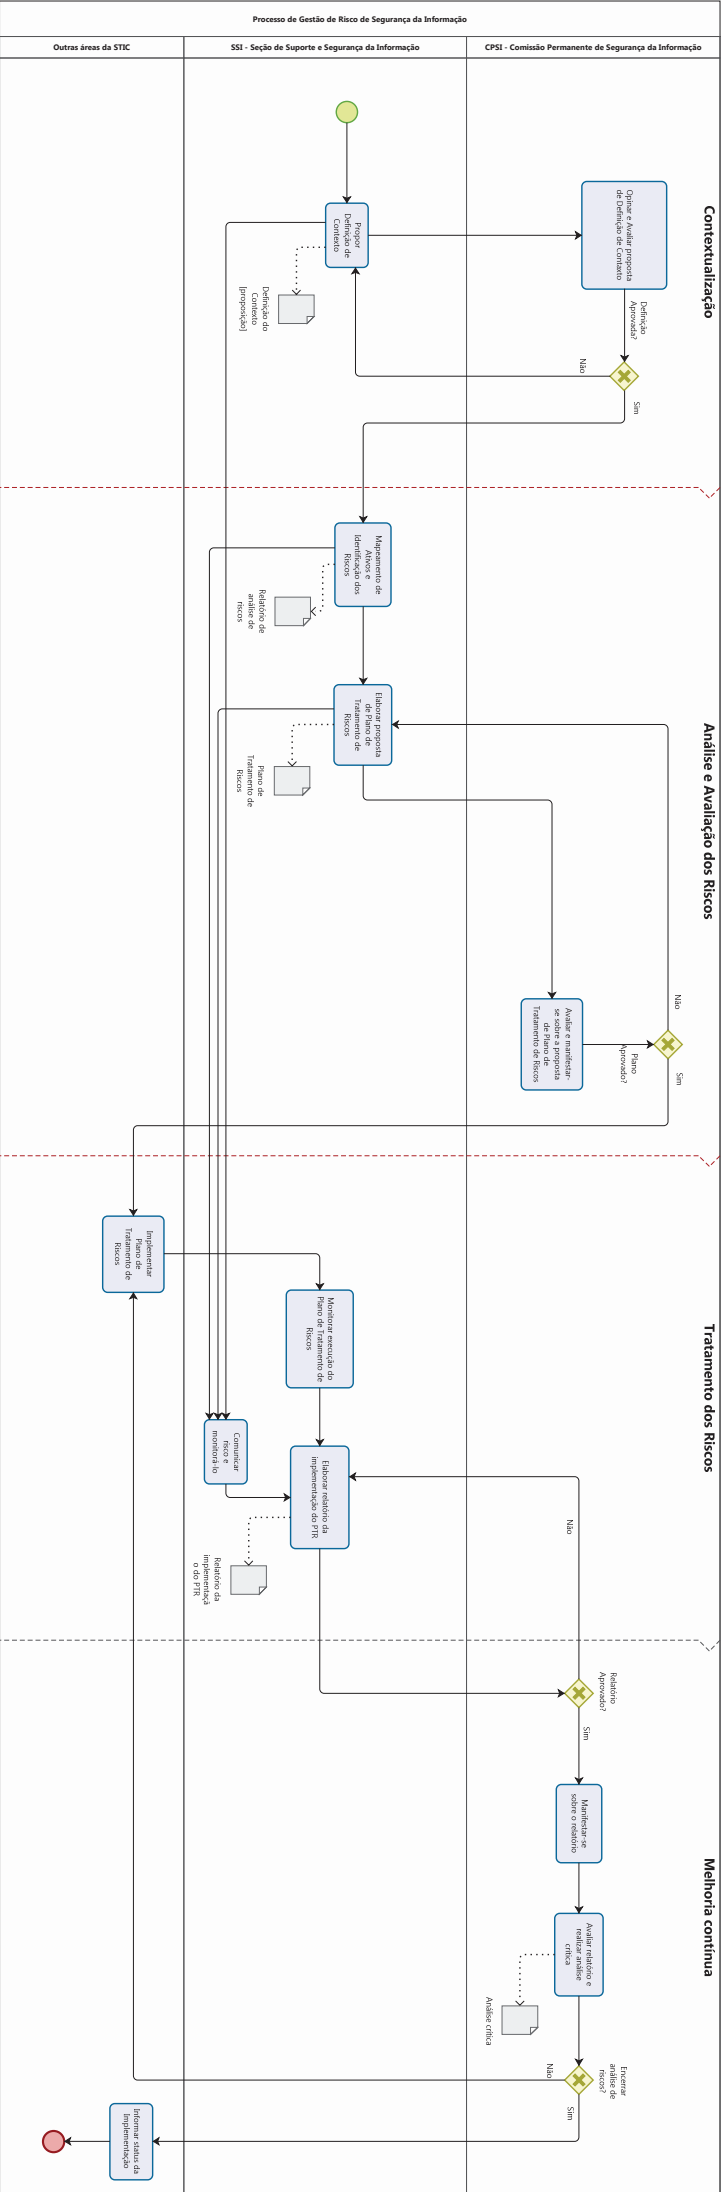 Processo de Gestão de Risco de Segurança da Informação
Outras áreas da STIC
SSI - Seção de Suporte e Segurança da Informação
CPSI - Comissão Permanente de Segurança da Informação
Contextualização
Opinar e Avaliar proposta
de Definição de Contaxto
Propor
Definição de
Contexto
Definição do
Contexto
[proposição]
Definição
Aprovada?
Não
Sim
Análise e Avaliação dos Riscos
Mapeamento de
Ativos e
Identificação dos
Riscos
Relatório de
análise de
riscos
Elaborar proposta
de Plano de
Tratamento de
Riscos
Plano de
Tratamento de
Riscos
Avaliar e manifestar-
se sobre a proposta
de Plano de
Tratamento de Riscos
Plano
Aprovado?
Não
Sim
Tratamento dos Riscos
Implementar
Plano de
Tratamento de
Riscos
Monitorar execução do
Plano de Tratamento de
Riscos
Comunicar
risco e
monitorá-lo
Elaborar relatório da
implementação do PTR
Relatório da
implementaçã
o do PTR
Não
Melhoria contínua
Relatório
Aprovado?
Sim
Manifestar-se
sobre o relatório
Avaliar relatório e
realizar análise
crítica
Análise crítica
Encerrar
análise de
riscos?
Não
Sim
Informar status da
Implementação